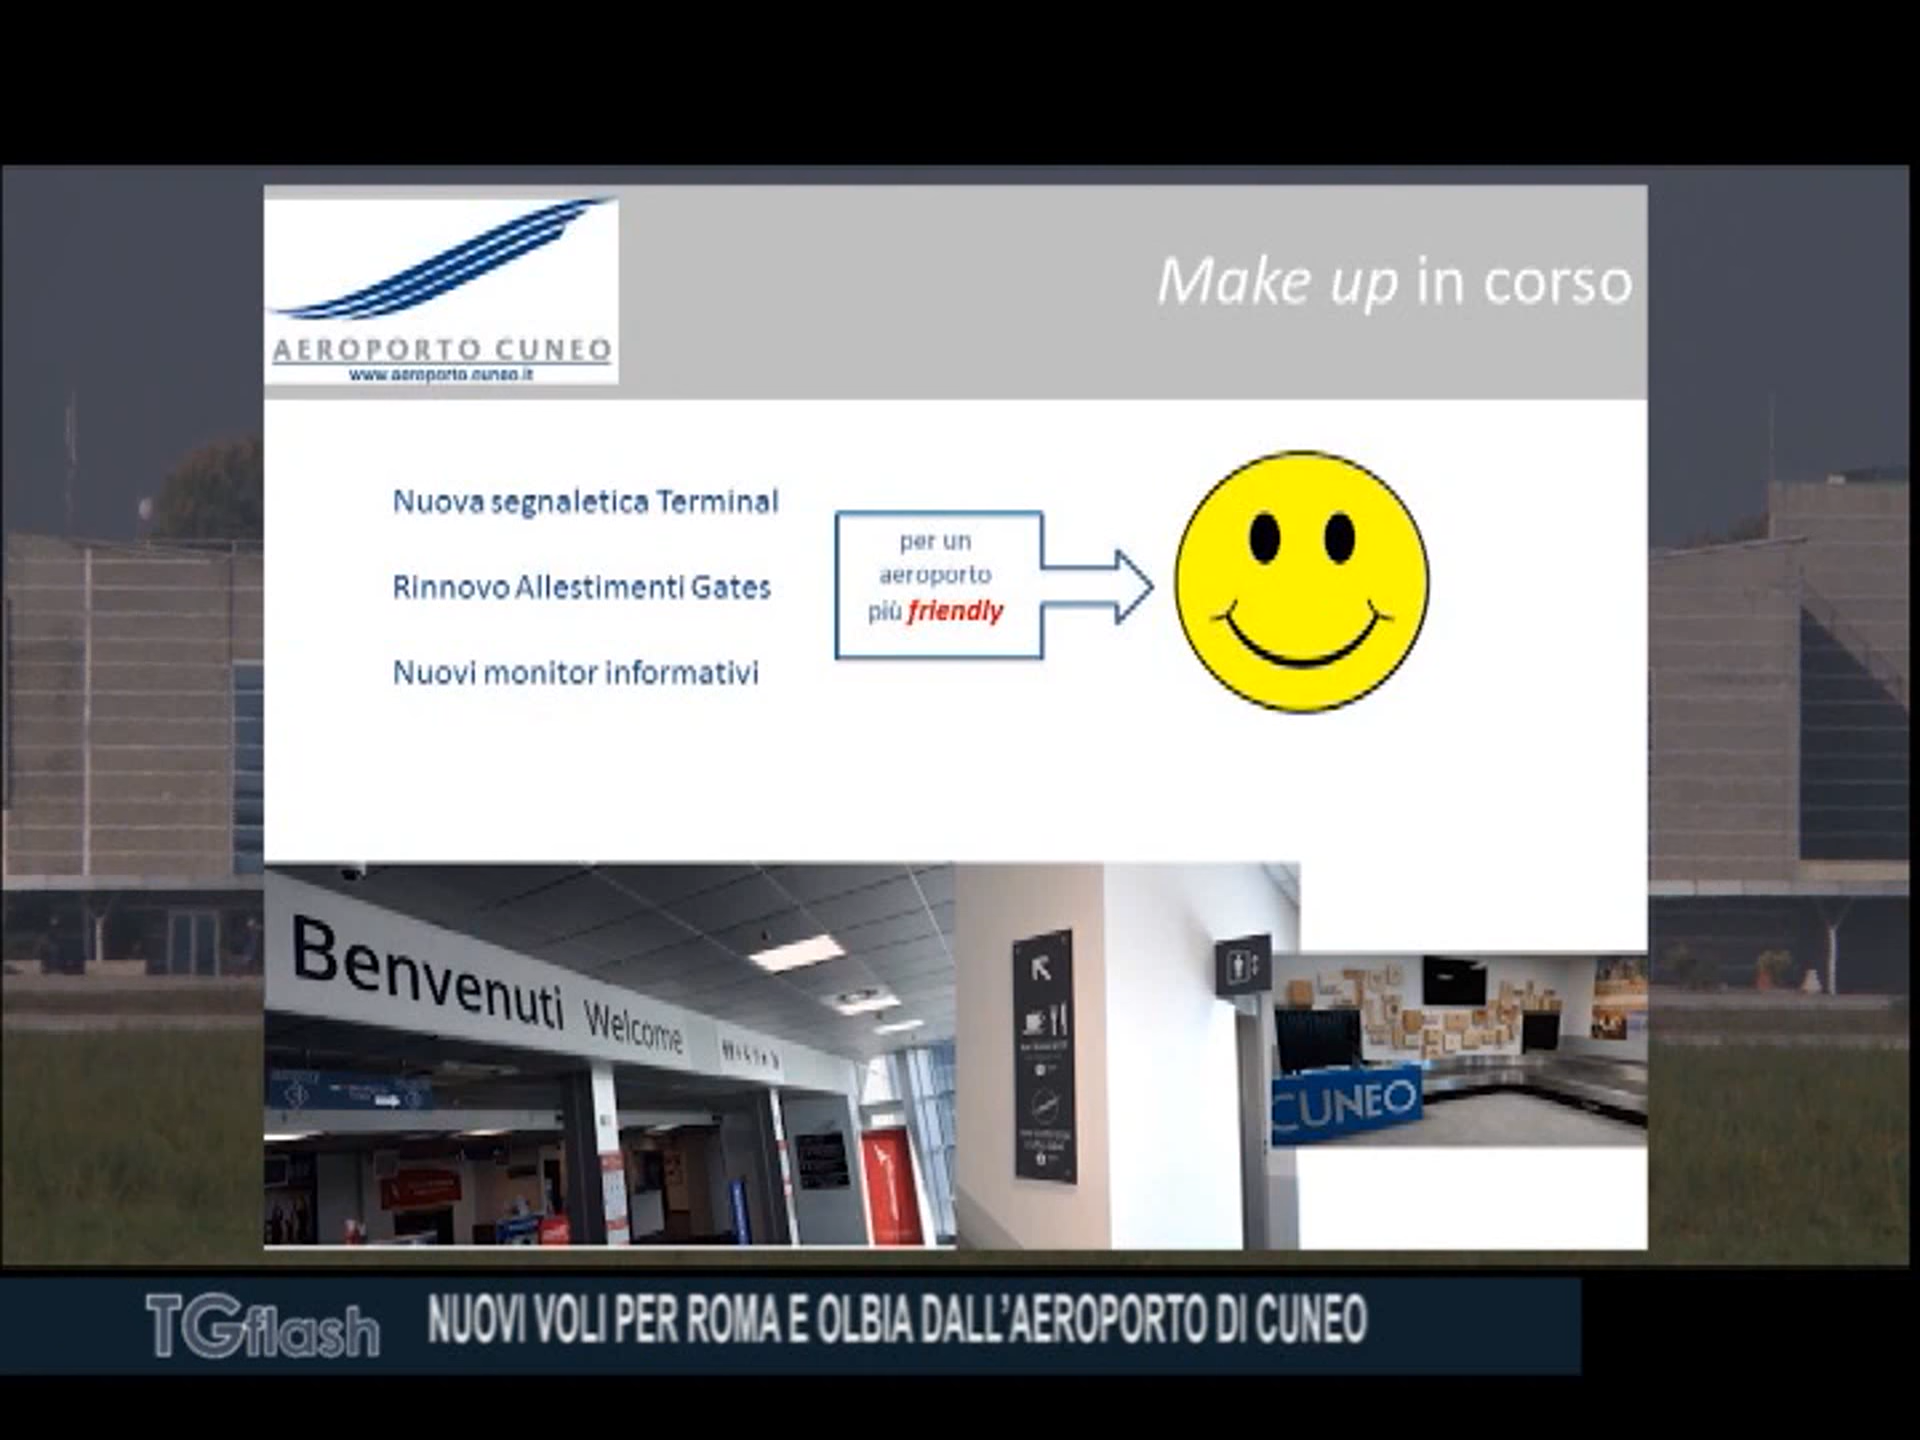 AEROPORTO CUNEO
www.aeroporto.cuneo.it
Make up in corso
Nuova segnaletica Terminal
Rinnovo Allestimenti Gates
Nuovi monitor informativi
per un
aeroporto
più friendly
Benvenuti Welcome
CUNEO
TGflash
NUOVI VOLI PER ROMA E OLBIA DALL'AEROPORTO DI CUNEO